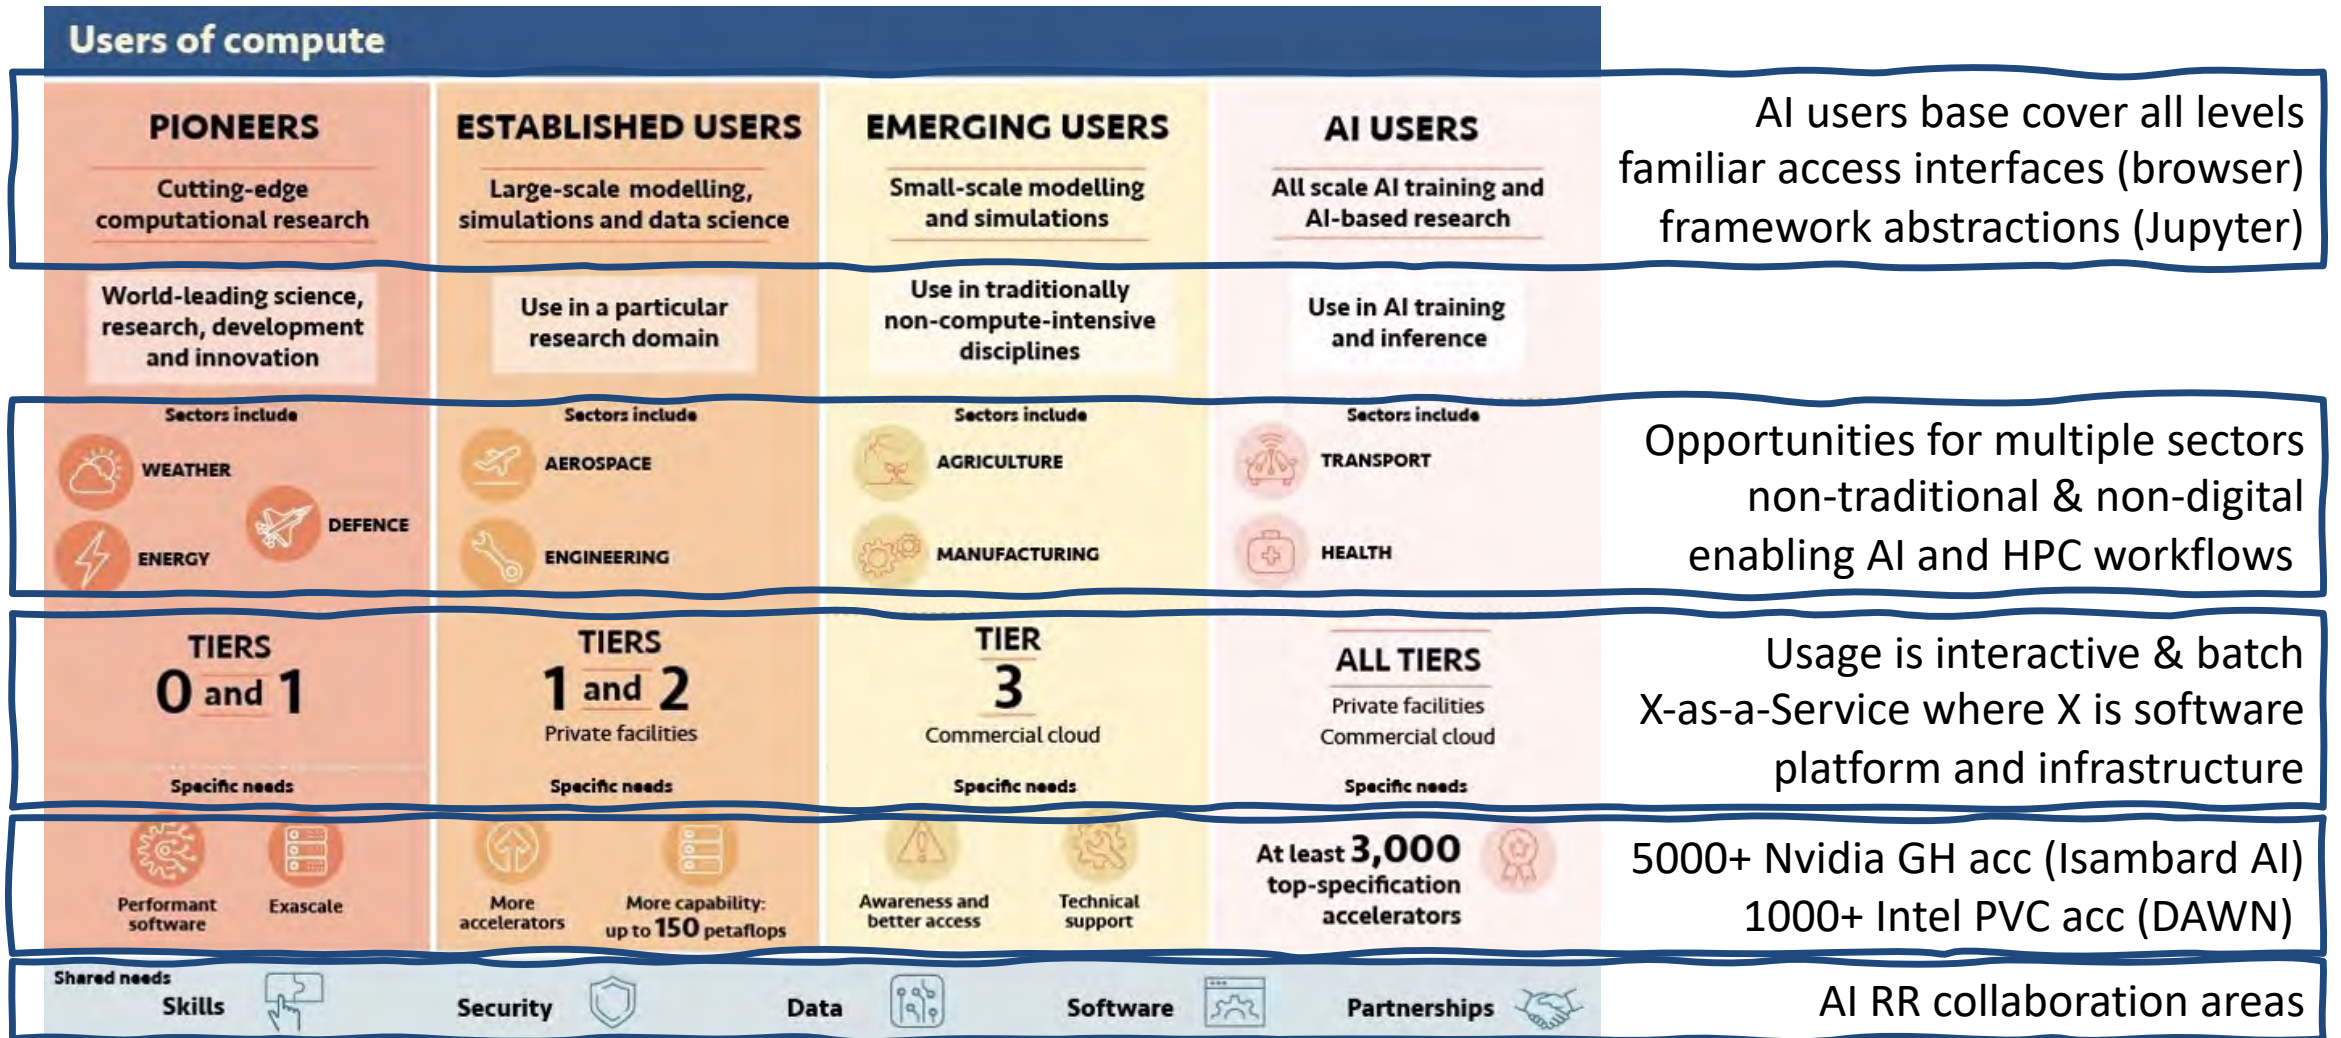 Users of compute
PIONEERS
Cutting-edge
computational research
World-leading science,
research, development
and innovation
Sectors include
WEATHER
DEFENCE
ENERGY
TIERS
0 and 1
Specific needs
Performant
software
Exascale
ESTABLISHED USERS
Large-scale modelling,
simulations and data science
Use in a particular
research domain
Sectors include
AEROSPACE
ENGINEERING
TIERS
1 and 2
Private facilities
Specific needs
More
accelerators
More capability:
up to 150 petaflops
EMERGING USERS
Small-scale modelling
and simulations
Use in traditionally
non-compute-intensive
disciplines
Sectors include
AGRICULTURE
MANUFACTURING
TIER
3
Commercial cloud
Specific needs
Awareness and
better access
Technical
support
AI USERS
All scale AI training and
AI-based research
Use in AI training
and inference
Sectors include
TRANSPORT
HEALTH
ALL TIERS
Private facilities
Commercial cloud
Specific needs
At least 3,000
top-specification
accelerators
Shared needs
Skills
Security
Data
Software
Partnerships
AI users base cover all levels
familiar access interfaces (browser)
framework abstractions (Jupyter)
Opportunities for multiple sectors
non-traditional & non-digital
enabling AI and HPC workflows
Usage is interactive & batch
X-as-a-Service where X is software
platform and infrastructure
5000+ Nvidia GH acc (Isambard AI)
1000+ Intel PVC acc (DAWN)
AI RR collaboration areas